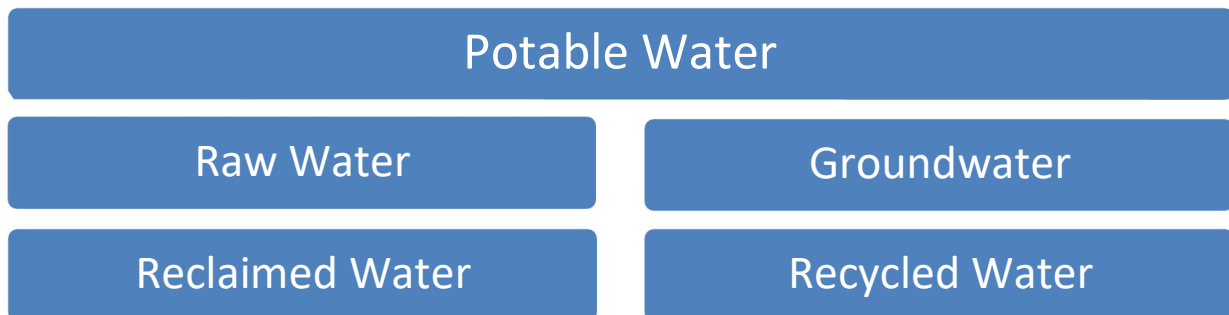 Potable Water
Raw Water
Groundwater
Reclaimed Water
Recycled Water